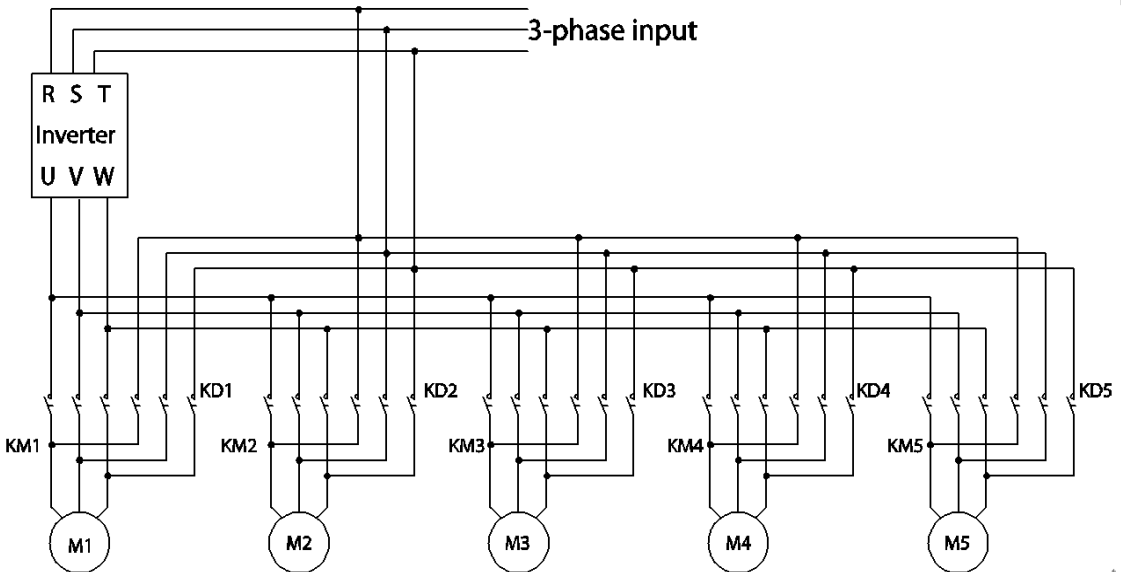 3-phase input
R S T
Inverter
U V W
KD1 KD2 KD3 KD4 KD5
KM1 KM2 KM3 KM4 KM5
M1 M2 M3 M4 M5